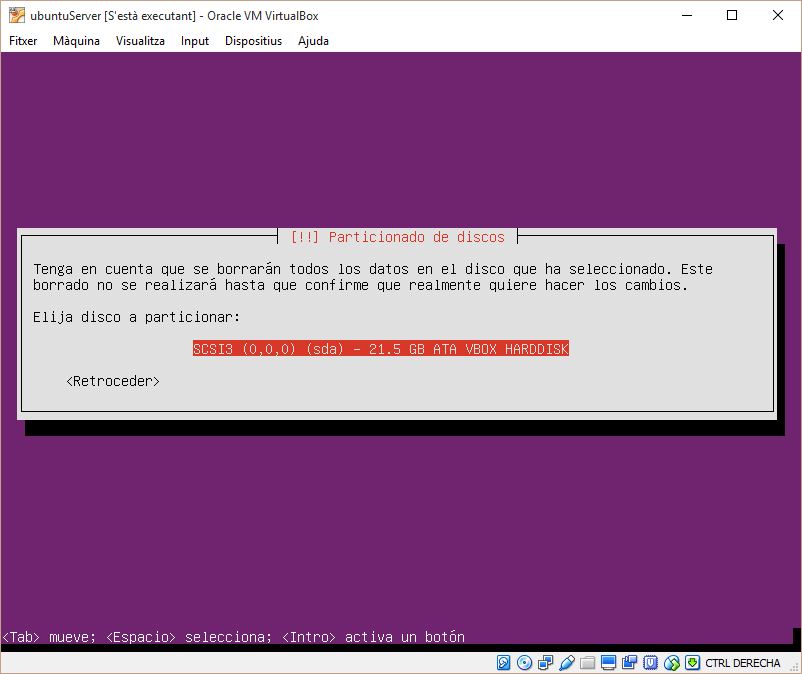 ubuntuServer [S'està executant] - Oracle VM VirtualBox
Fitxer Màquina Visualitza Input Dispositius Ajuda
[!!] Particionado de discos
Tenga en cuenta que se borrarán todos los datos en el disco que ha seleccionado. Este
borrado no se realizará hasta que confirme que realmente quiere hacer los cambios.
Elija disco a particionar:
SCSI3 (0,0,0) (sda) - 21.5 GB ATA VBOX HARDDISK
<Retroceder>
<Tab> mueve; <Espacio> selecciona; <Intro> activa un botón
CTRL DERECHA